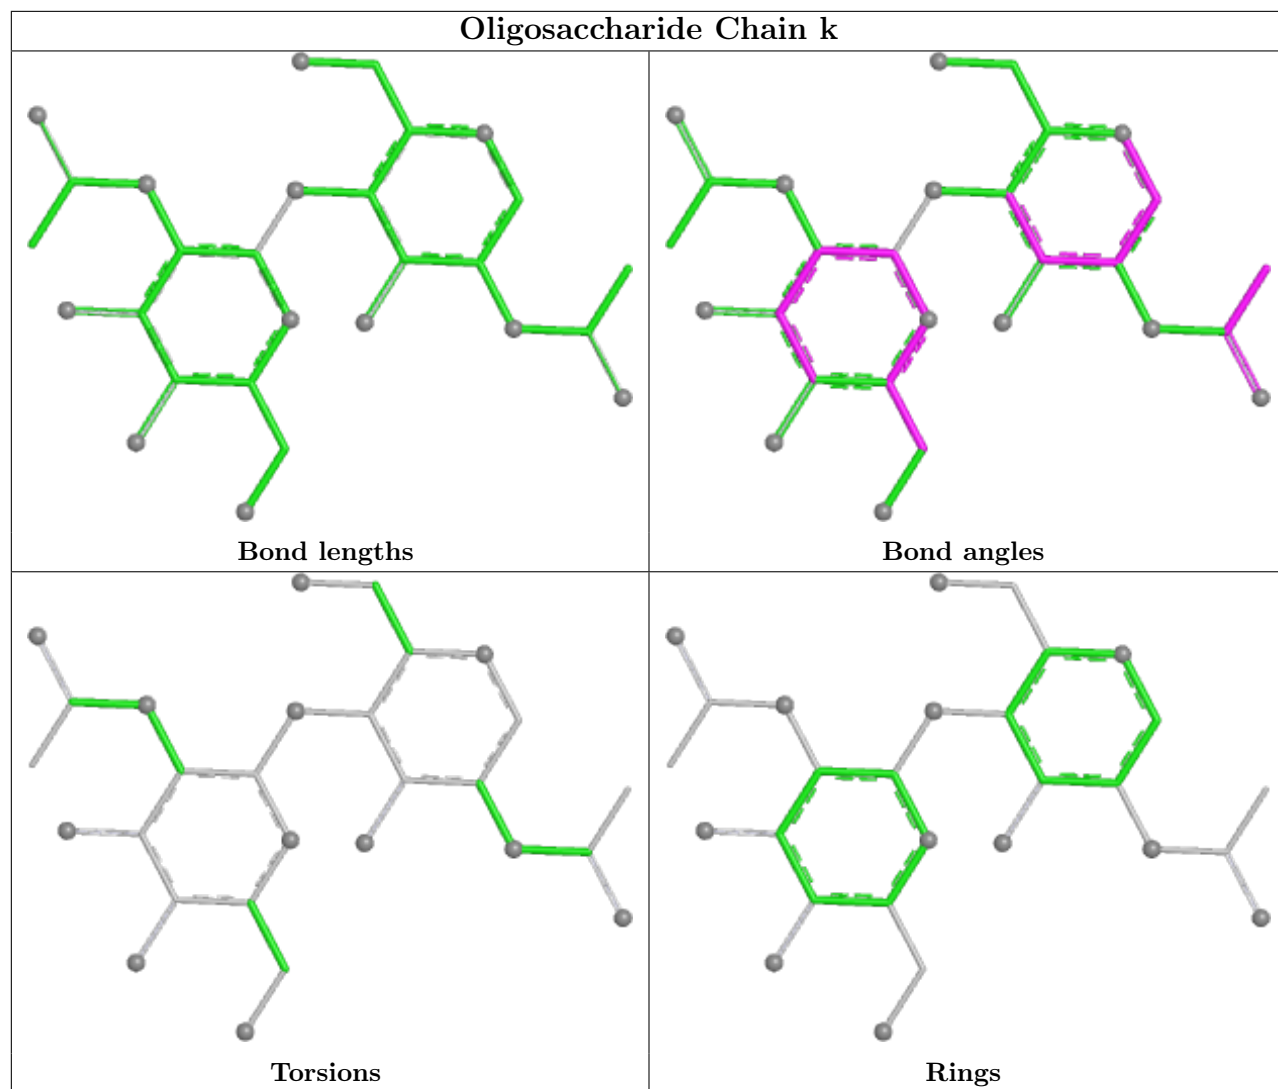 Oligosaccharide Chain k
Bond lengths
Bond angles
Torsions
Rings